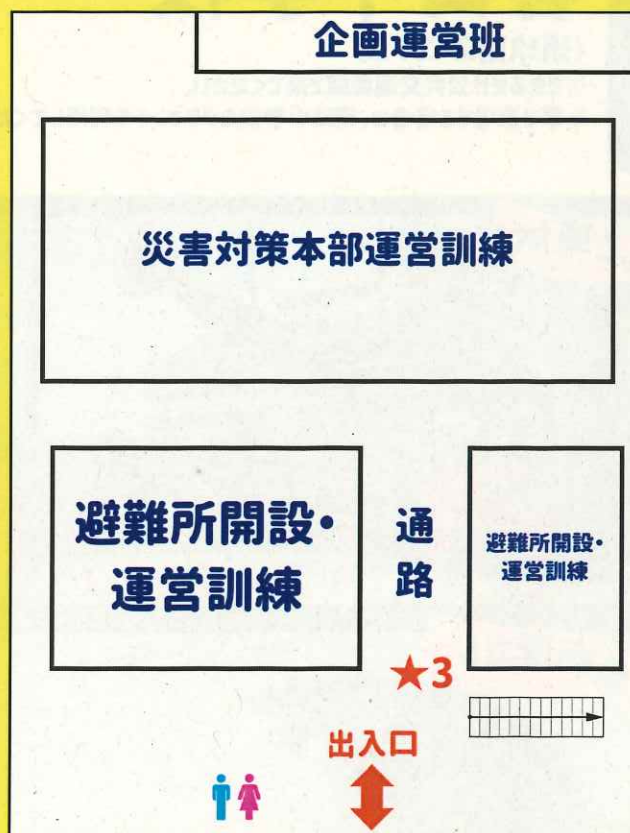 企画運営班
災害対策本部運営訓練
避難所開設・
運営訓練
通
路
避難所開設・
運営訓練
★3
出入口